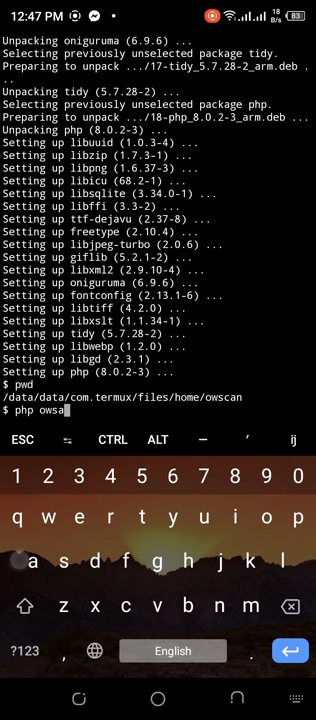 12:47 PM
18
B/s
83
Unpacking oniguruma (6.9.6) ...
Selecting previously unselected package tidy.
Preparing to unpack .../17-tidy_5.7.28-2_arm.deb .
..
Unpacking tidy (5.7.28-2) ...
Selecting previously unselected package php.
Preparing to unpack .../18-php_8.0.2-3_arm.deb ...
Unpacking php (8.0.2-3) ...
Setting up libuuid (1.0.3-4) ...
Setting up libzip (1.7.3-1) ...
Setting up libpng (1.6.37-3) ...
Setting up libicu (68.2-1) ...
Setting up libsqlite (3.34.0-1) ...
Setting up libffi (3.3-2) ...
Setting up ttf-dejavu (2.37-8) ...
Setting up freetype (2.10.4) ...
Setting up libjpeg-turbo (2.0.6) ...
Setting up giflib (5.2.1-2) ...
Setting up libxml2 (2.9.10-4) ...
Setting up oniguruma (6.9.6) ...
Setting up fontconfig (2.13.1-6) ...
Setting up libtiff (4.2.0) ...
Setting up libxslt (1.1.34-1) ...
Setting up tidy (5.7.28-2) ...
Setting up libwebp (1.2.0) ...
Setting up libgd (2.3.1) ...
Setting up php (8.0.2-3) ...
$ pwd
/data/data/com.termux/files/home/owscan
$ php owsa
ESC CTRL ALT — ′ ij
1 2 3 4 5 6 7 8 9 0
q w e r t y u i o p
a s d f g h j k l
z x c v b n m
?123 , English .